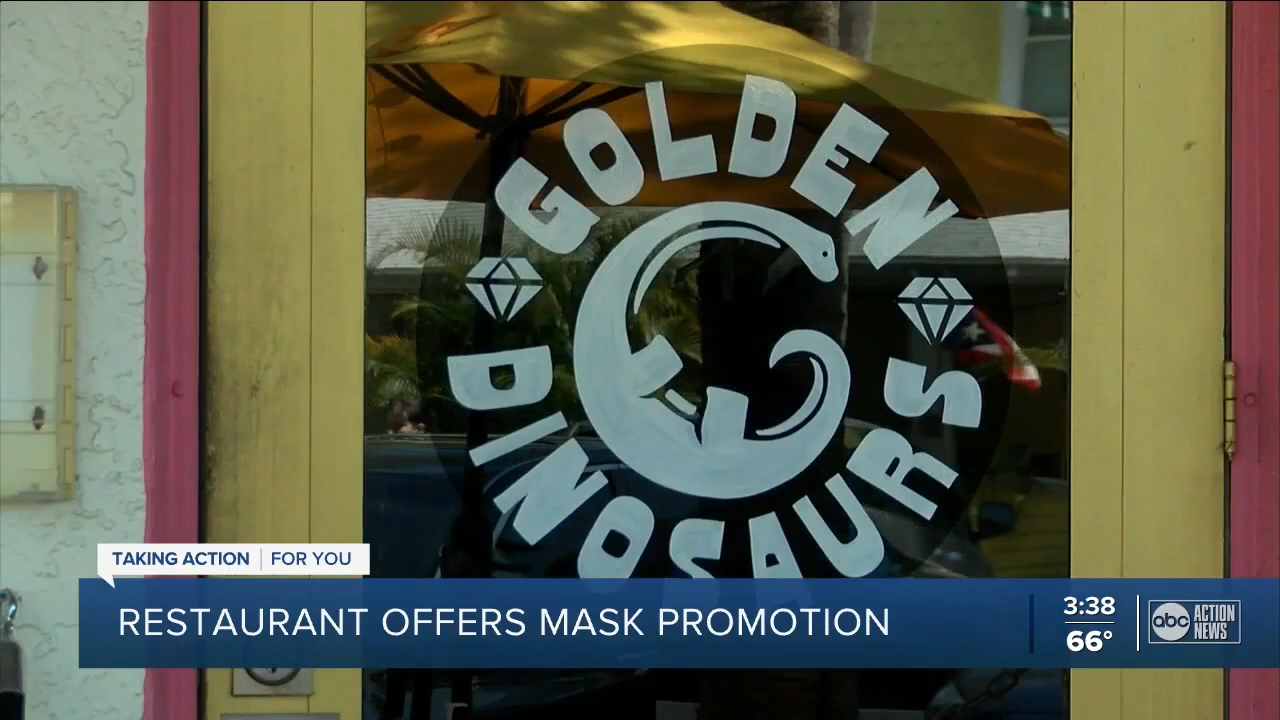 GOLDEN
DINOSAURS
TAKING ACTION FOR YOU
RESTAURANT OFFERS MASK PROMOTION
3:38
66°
abc ACTION
NEWS